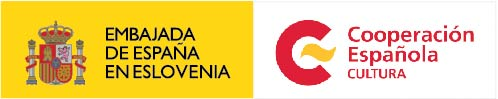 EMBAJADA
DE ESPAÑA
EN ESLOVENIA
Cooperación
Española
CULTURA